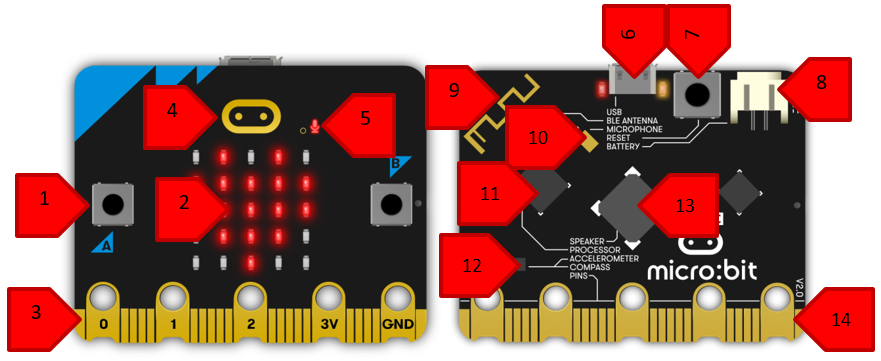 6
7
8
9
4
5
USB
BLE ANTENNA
MICROPHONE
RESET
BATTERY
10
B
1
2
11
13
A
SPEAKER
PROCESSOR
ACCELEROMETER
COMPASS
PINS
12
micro:bit
V2.0
3
0
1
2
3V
GND
14